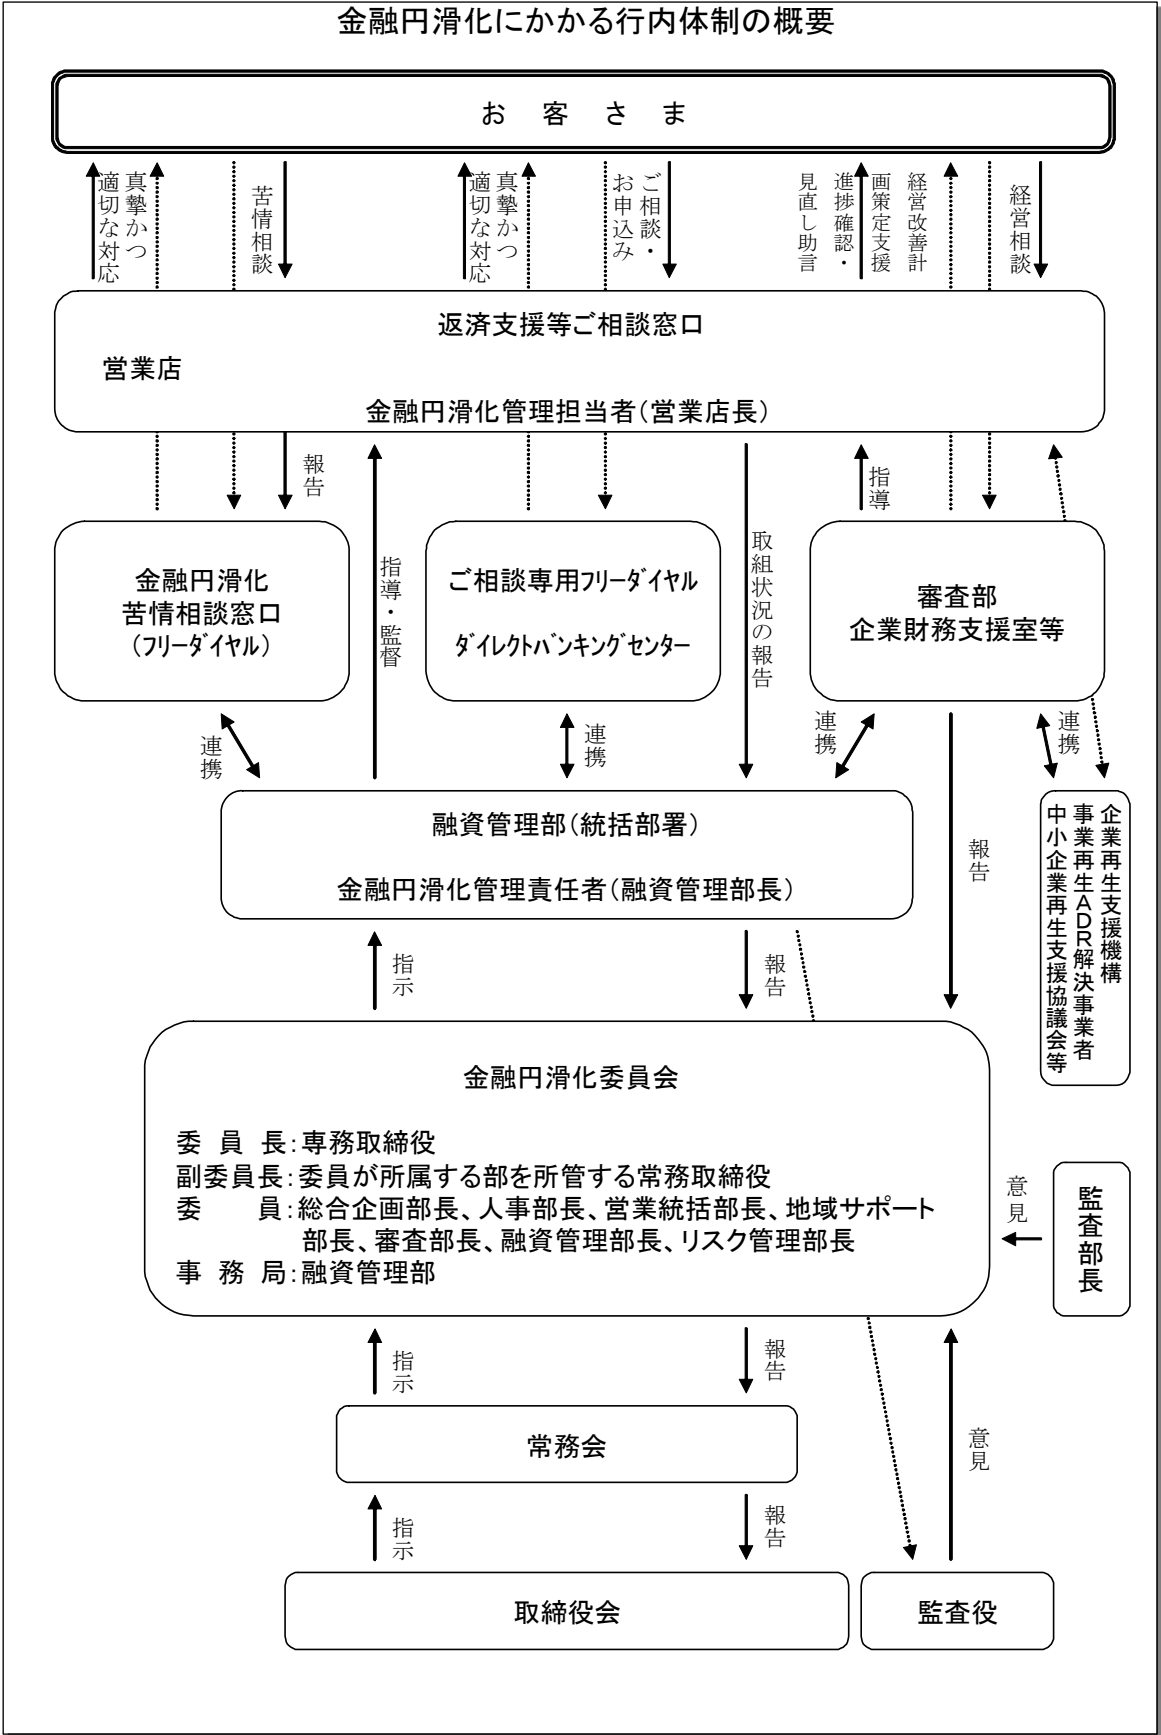 金融円滑化にかかる行内体制の概要
お　客　さ　ま
真摯かつ
適切な対応
苦情相談
真摯かつ
適切な対応
ご相談・
お申込み
経営改善計
画策定支援
進捗確認・
見直し助言
経営相談
返済支援等ご相談窓口
営業店
金融円滑化管理担当者(営業店長)
報告
指導
金融円滑化
苦情相談窓口
(フリーダイヤル)
指導・監督
ご相談専用フリーダイヤル
ダイレクトバンキングセンター
取組状況の報告
審査部
企業財務支援室等
連携
連携
連携
連携
融資管理部(統括部署)
金融円滑化管理責任者(融資管理部長)
報告
企業再生支援機構
事業再生ADR解決事業者
中小企業再生支援協議会等
指示
報告
金融円滑化委員会
委　員　長:専務取締役
副委員長:委員が所属する部を所管する常務取締役
委　　　員:総合企画部長、人事部長、営業統括部長、地域サポート
部長、審査部長、融資管理部長、リスク管理部長
事　務　局:融資管理部
意見
監査部長
指示
報告
常務会
意見
指示
報告
取締役会
監査役